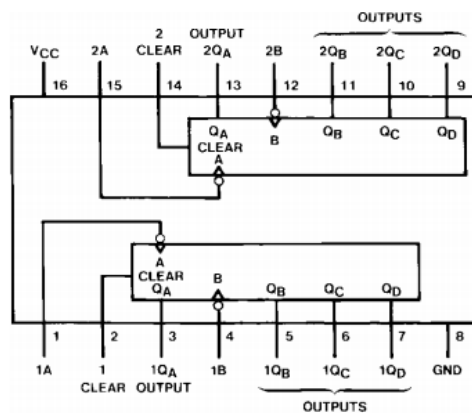 OUTPUTS
2 OUTPUT
VCC 2A CLEAR 2QA 2B 2QB 2QC 2QD
16 15 14 13 12 11 10 9
QA B QB QC QD
CLEAR
A
A
CLEAR
QA B QB QC QD
1 2 3 4 5 6 7 8
1A 1 1QA 1B 1QB 1QC 1QD GND
CLEAR OUTPUT
OUTPUTS